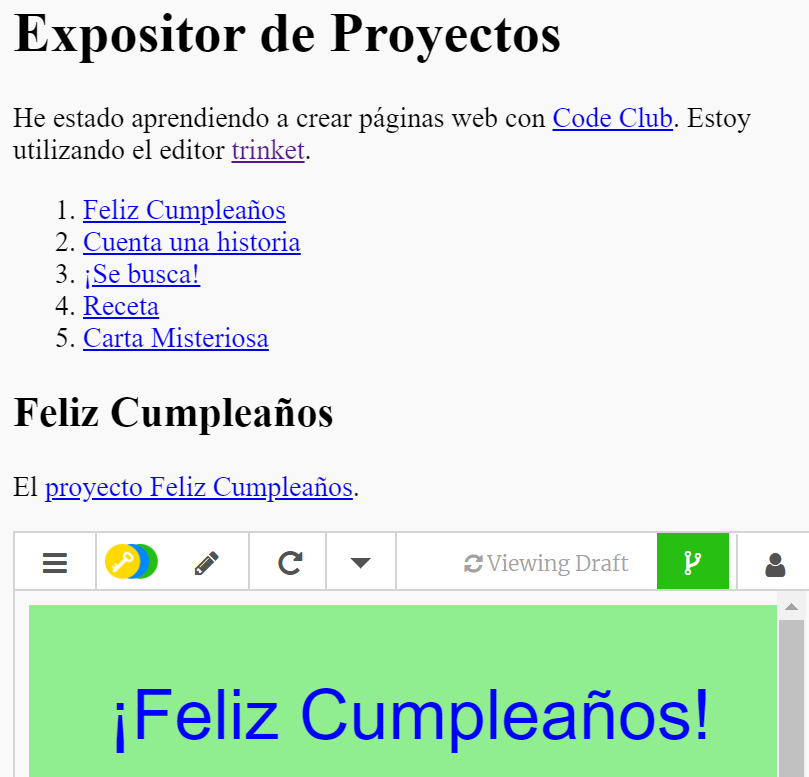 Expositor de Proyectos
He estado aprendiendo a crear páginas web con Code Club. Estoy
utilizando el editor trinket.
1. Feliz Cumpleaños
2. Cuenta una historia
3. ¡Se busca!
4. Receta
5. Carta Misteriosa
Feliz Cumpleaños
El proyecto Feliz Cumpleaños.
Viewing Draft
¡Feliz Cumpleaños!